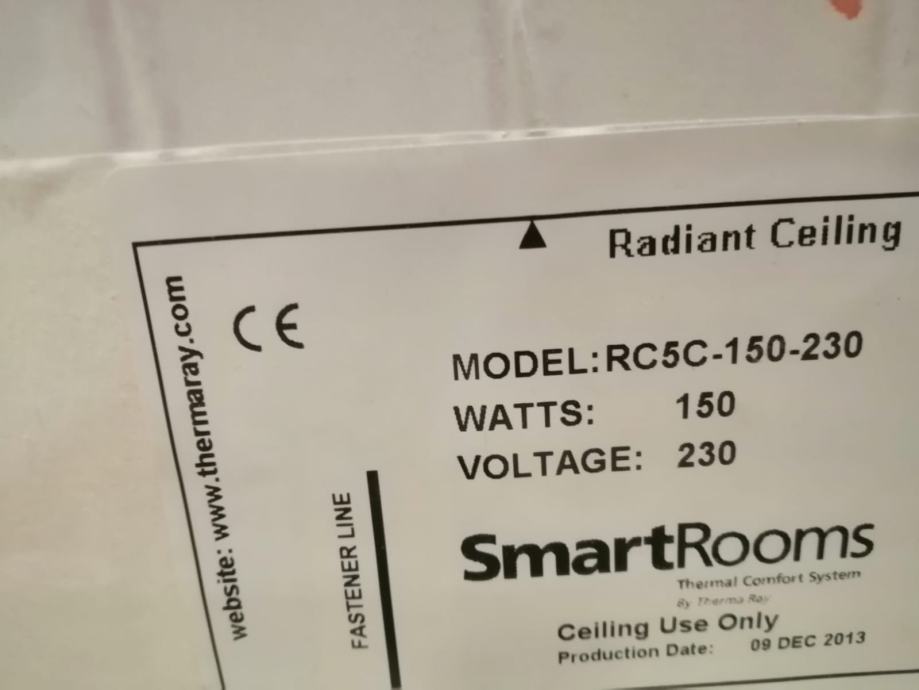 Radiant Ceiling
CE
MODEL: RC5C-150-230
WATTS: 150
VOLTAGE: 230
SmartRooms
Thermal Comfort System
By Therma Ray
Ceiling Use Only
Production Date: 09 DEC 2013
FASTENER LINE
website: www.thermaray.com